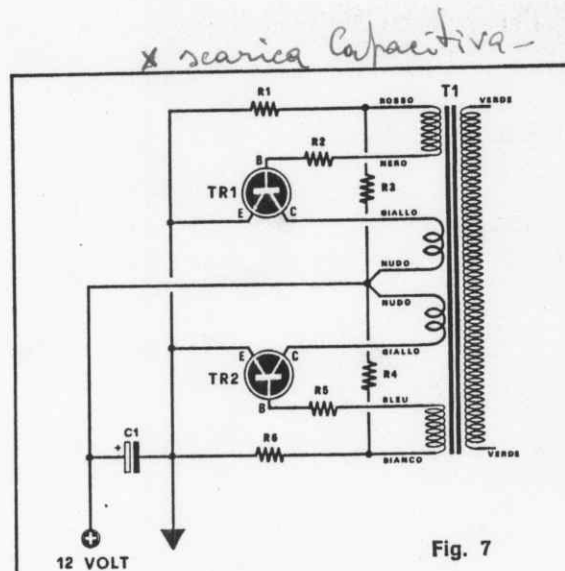 x scarica Capacitiva -
T1
R1
ROSSO
VERDE
R2
B
NERO
R3
TR1
E
C
GIALLO
NUDO
NUDO
E
C
GIALLO
TR2
R4
R5
B
BLEU
C1
R6
+
BIANCO
VERDE
+
12 VOLT
Fig. 7